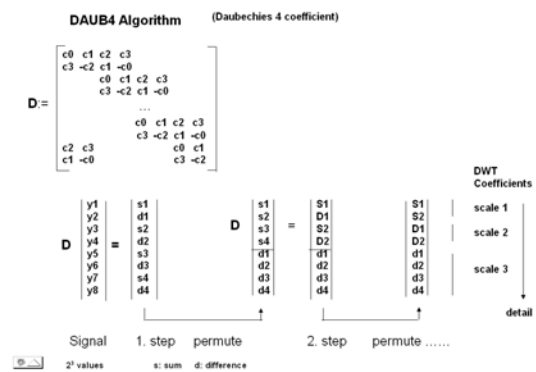 DAUB4 Algorithm (Daubechies 4 coefficient)
c0 c1 c2 c3
c3 -c2 c1 -c0
c0 c1 c2 c3
c3 -c2 c1 -c0
D:=
...
c0 c1 c2 c3
c3 -c2 c1 -c0
c2 c3 c0 c1
c1 -c0 c3 -c2
DWT
Coefficients
y1 s1 s1 S1 S1
y2 d1 s2 D1 S2
y3 s2 s3 S2 D1
y4 d2 s4 D2 D2
y5 s3 d1 d1 d1
y6 d3 d2 d2 d2
y7 s4 d3 d3 d3
y8 d4 d4 d4 d4
D = D =
scale 1
scale 2
scale 3
detail
Signal 1. step permute 2. step permute ......
2³ values s: sum d: difference